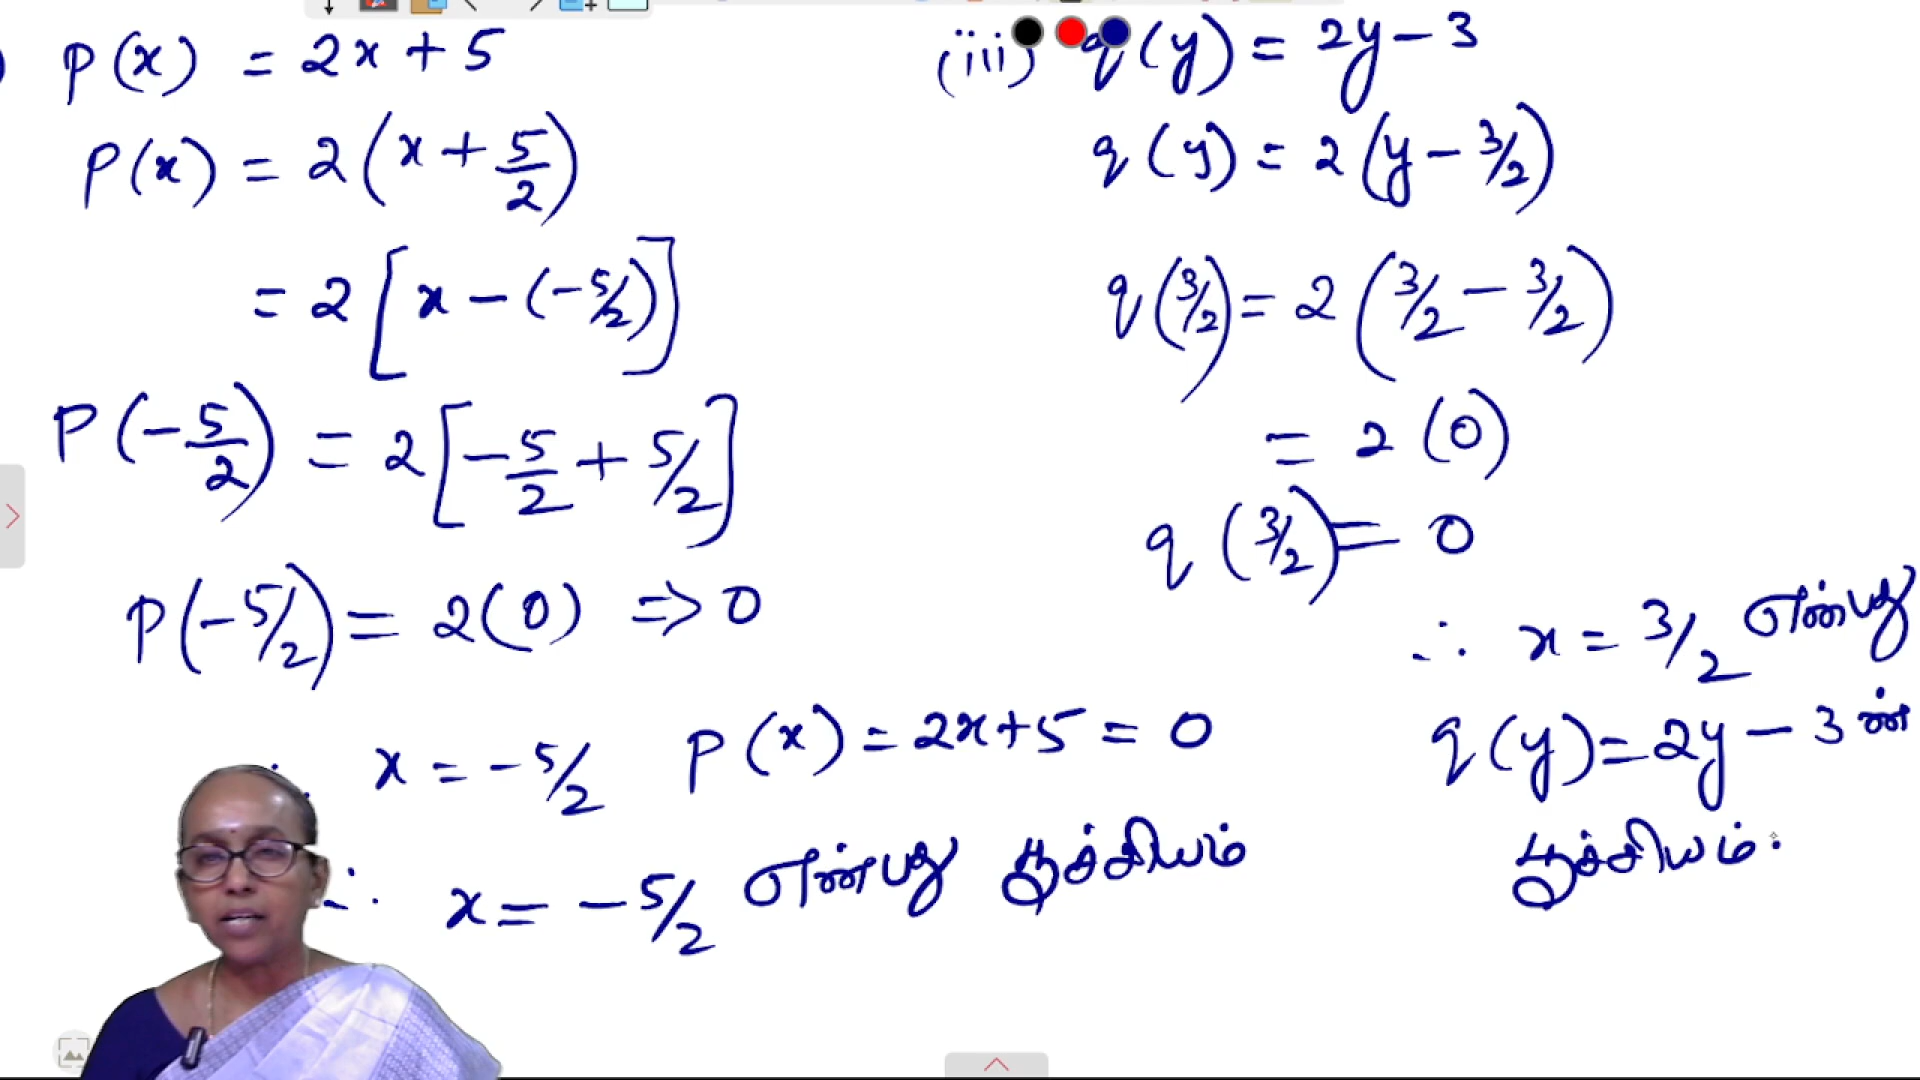 ) P(x) = 2x + 5
P(x) = 2(x + 5/2)
= 2[x - (-5/2)]
P(-5/2) = 2[-5/2 + 5/2]
P(-5/2) = 2(0) => 0
x = -5/2 P(x) = 2x+5 = 0
∴ x = -5/2 என்பது பூச்சியம்
(iii) q(y) = 2y - 3
q(y) = 2(y - 3/2)
q(3/2) = 2(3/2 - 3/2)
= 2(0)
q(3/2) = 0
∴ x = 3/2 என்பது
q(y) = 2y - 3 ன்
பூச்சியம்.